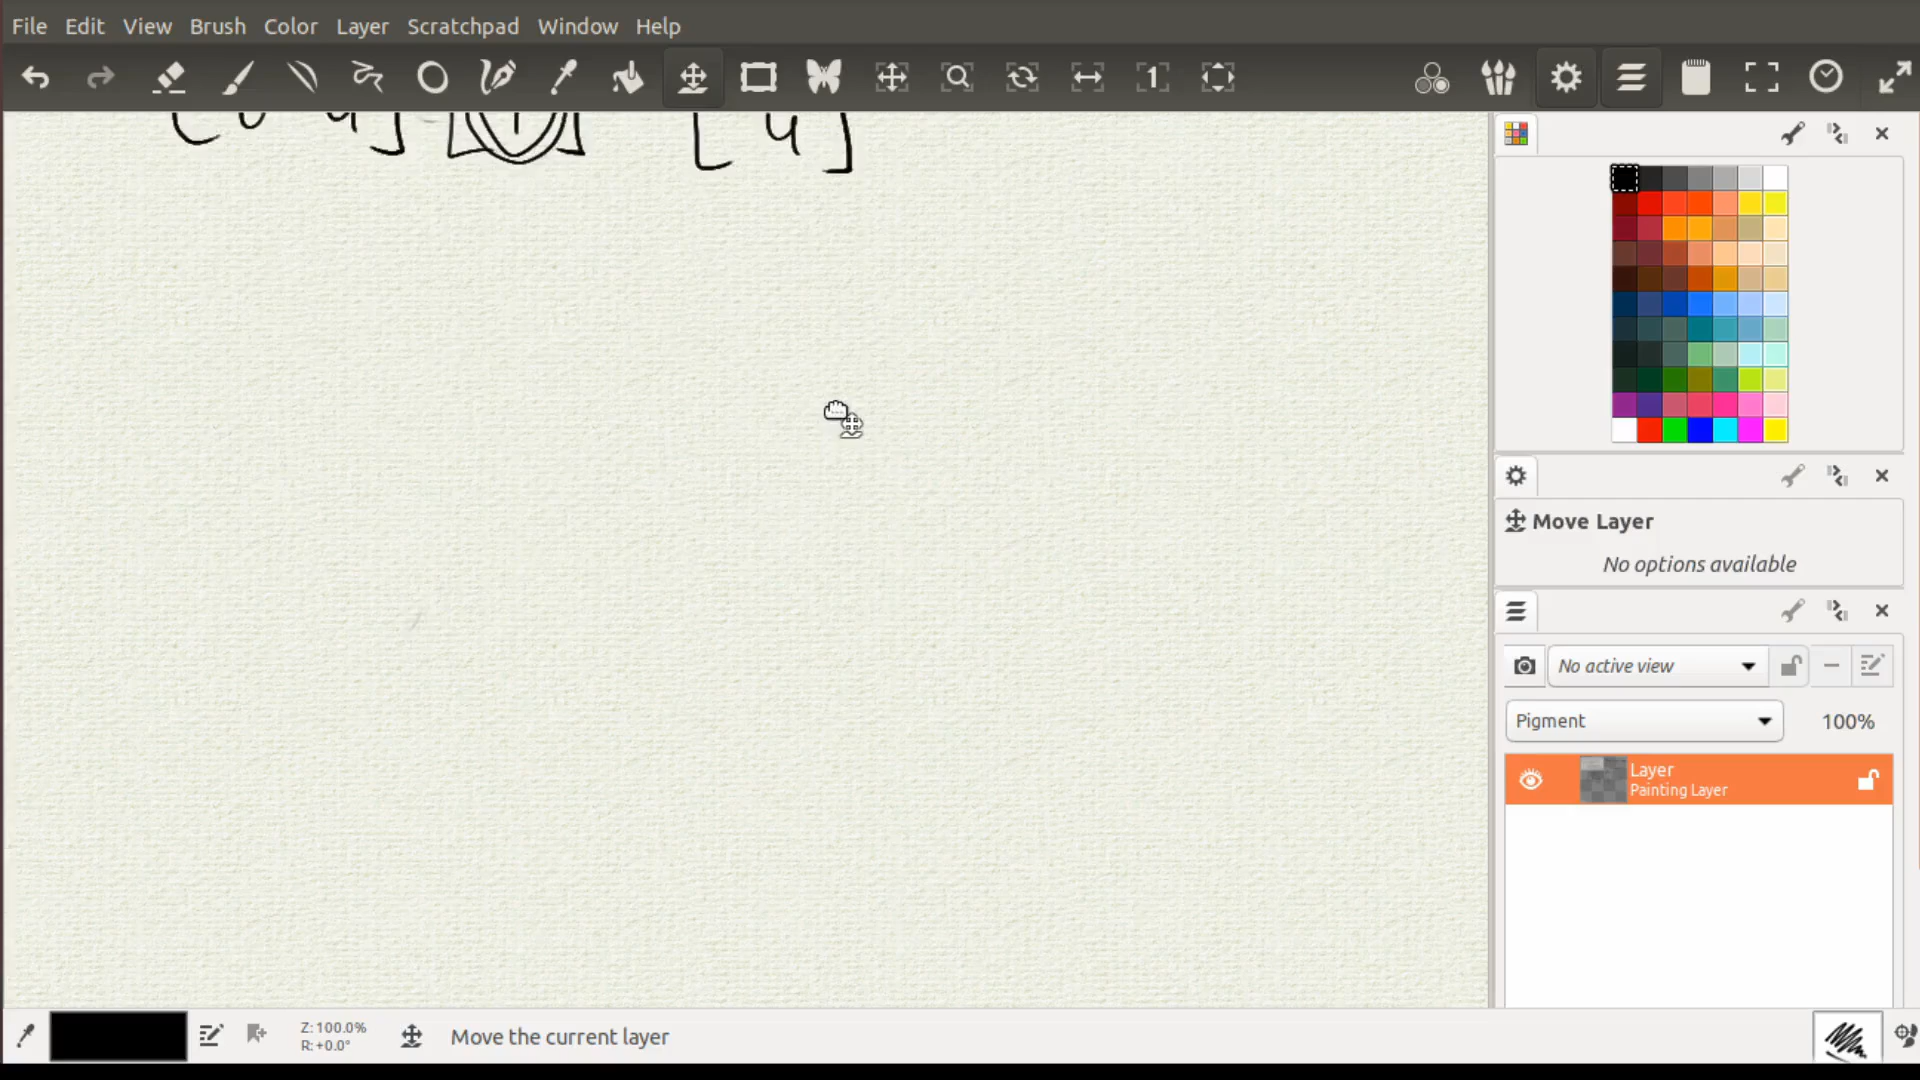 File Edit View Brush Color Layer Scratchpad Window Help
1
4
Move Layer
No options available
No active view
Pigment 100%
Layer
Painting Layer
Z: 100.0%
R: +0.0°
Move the current layer